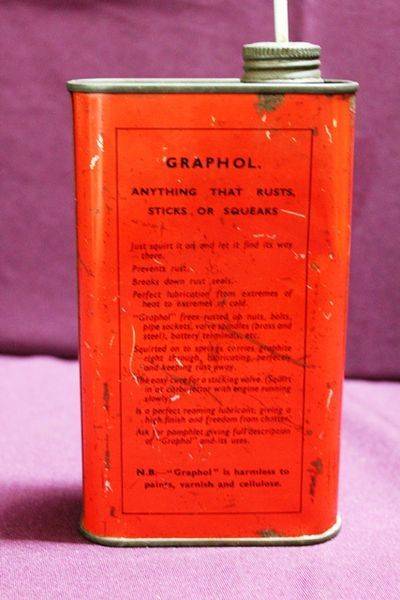 GRAPHOL.
ANYTHING THAT RUSTS,
STICKS OR SQUEAKS
Just squirt it on and let it find its way
there.
Prevents rust.
Breaks down rust seals.
Perfect lubrication from extremes of
heat to extremes of cold.
"Graphol" frees rusted up nuts, bolts,
pipe sockets, valve spindles (brass and
steel), battery terminals, etc.
Squirted on to springs carries graphite
right through, lubricating perfectly
and keeping rust away.
The easy cure for a sticking valve. (Squirt
in at carburettor with engine running
slowly.
Is a perfect reaming lubricant, giving a
high finish and freedom from chatter.
Ask for pamphlet giving full description
of "Graphol" and its uses.
N.B.—"Graphol" is harmless to
paints, varnish and cellulose.